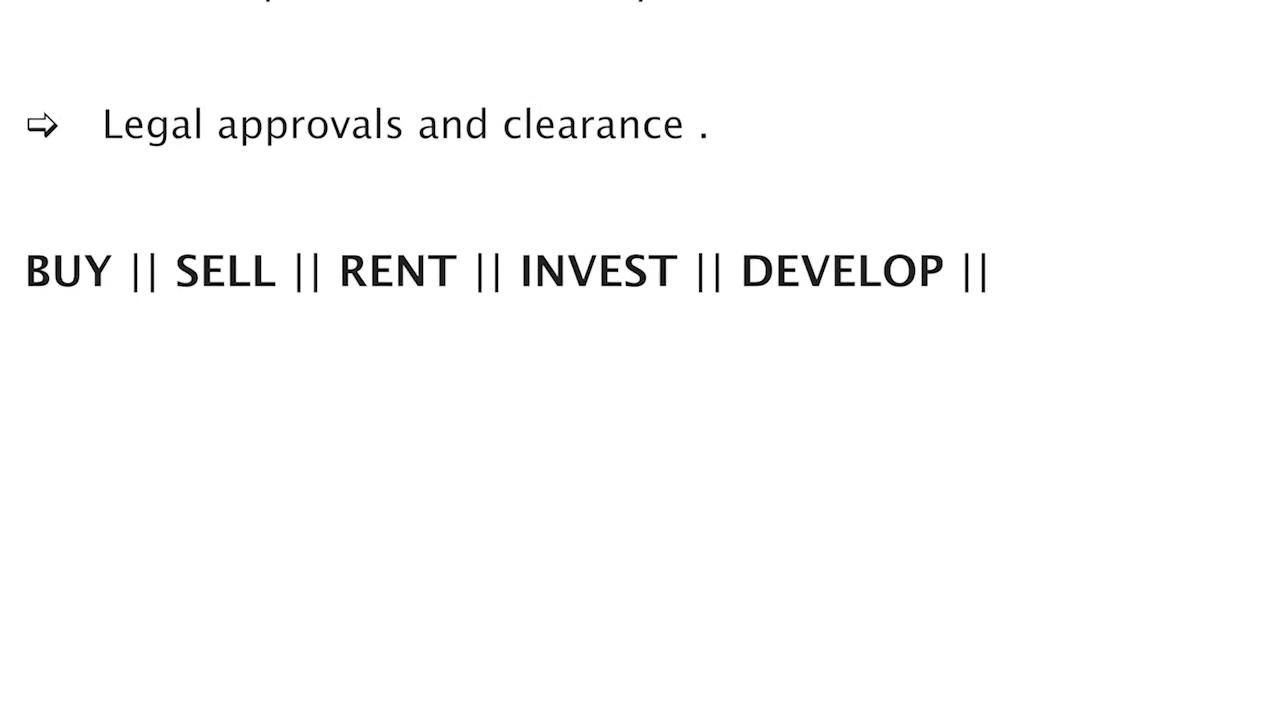 ➩ Legal approvals and clearance .
BUY || SELL || RENT || INVEST || DEVELOP ||